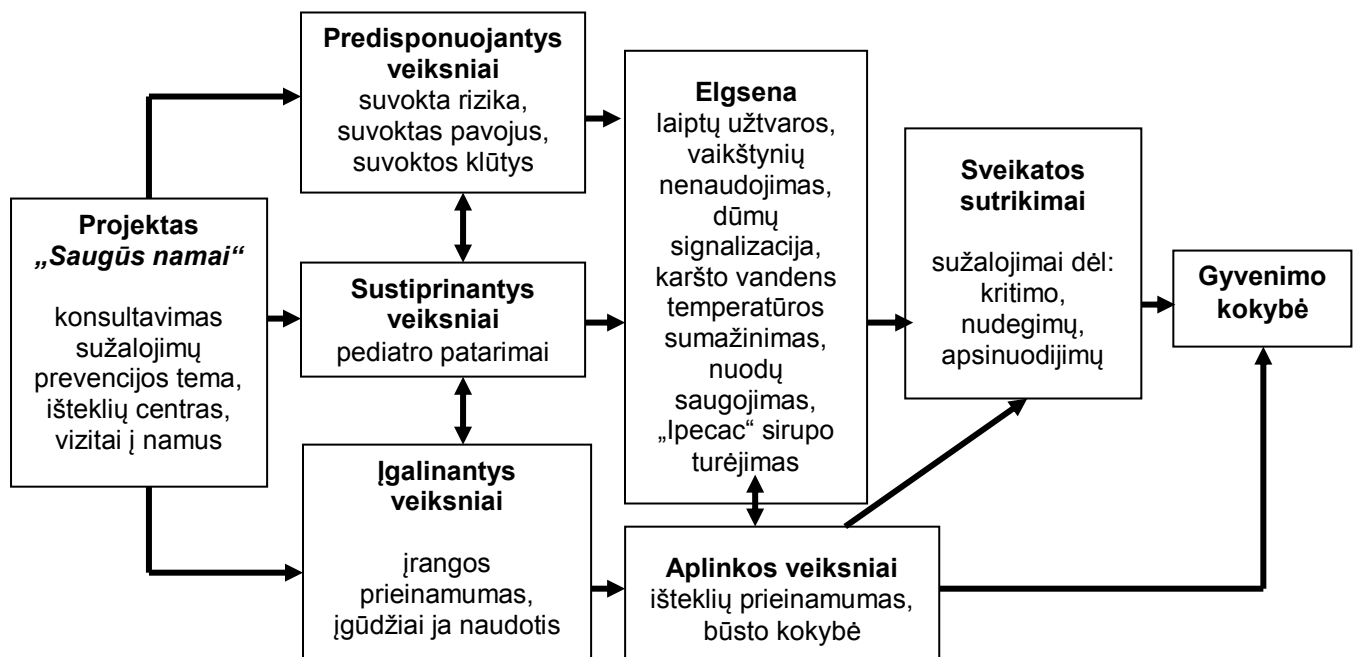 Projektas
„Saugūs namai“
konsultavimas
sužalojimų
prevencijos tema,
išteklių centras,
vizitai į namus
Predisponuojantys
veiksniai
suvokta rizika,
suvoktas pavojus,
suvoktos klūtys
Sustiprinantys
veiksniai
pediatro patarimai
Įgalinantys
veiksniai
įrangos
prieinamumas,
įgūdžiai ja naudotis
Elgsena
laiptų užtvaros,
vaikštynių
nenaudojimas,
dūmų
signalizacija,
karšto vandens
temperatūros
sumažinimas,
nuodų
saugojimas,
„Ipecac“ sirupo
turėjimas
Aplinkos veiksniai
išteklių prieinamumas,
būsto kokybė
Sveikatos
sutrikimai
sužalojimai dėl:
kritimo,
nudegimų,
apsinuodijimų
Gyvenimo
kokybė